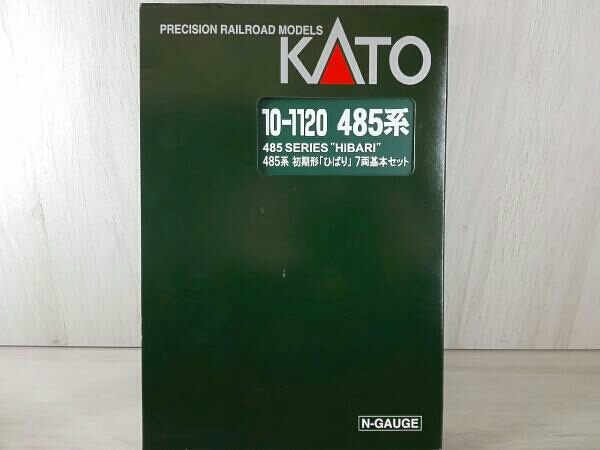 PRECISION RAILROAD MODELS
KATO
10-1120 485系
485 SERIES "HIBARI"
485系 初期形「ひばり」 7両基本セット
N-GAUGE